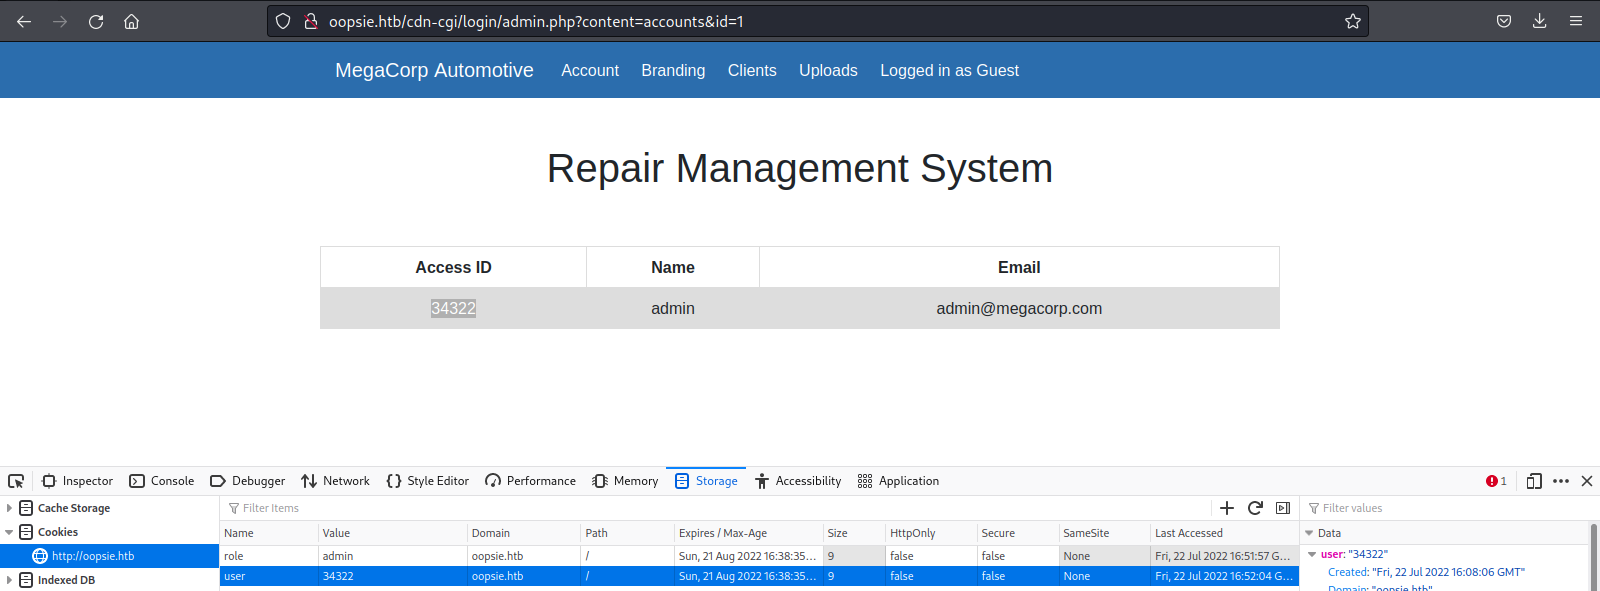 oopsie.htb/cdn-cgi/login/admin.php?content=accounts&id=1
MegaCorp Automotive Account Branding Clients Uploads Logged in as Guest
Repair Management System
Access ID Name Email
34322 admin admin@megacorp.com
Inspector Console Debugger Network Style Editor Performance Memory Storage Accessibility Application 1
Cache Storage Filter Items Filter values
Cookies Name Value Domain Path Expires / Max-Age Size HttpOnly Secure SameSite Last Accessed Data
http://oopsie.htb role admin oopsie.htb / Sun, 21 Aug 2022 16:38:35... 9 false false None Fri, 22 Jul 2022 16:51:57 G... user: "34322"
Indexed DB user 34322 oopsie.htb / Sun, 21 Aug 2022 16:38:35... 9 false false None Fri, 22 Jul 2022 16:52:04 G... Created: "Fri, 22 Jul 2022 16:08:06 GMT"
Domain: "oopsie.htb"